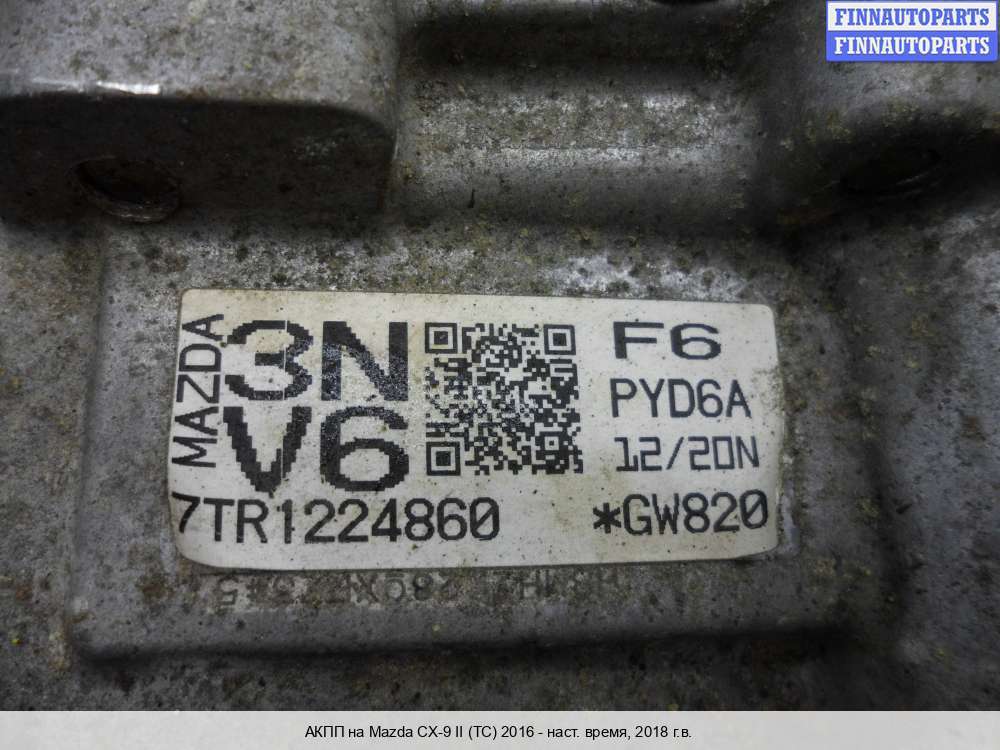 FINNAUTOPARTS
FINNAUTOPARTS
MAZDA
3N
V6
F6
PYD6A
12/20N
7TR1224860
*GW820
АКПП на Mazda CX-9 II (TC) 2016 - наст. время, 2018 г.в.